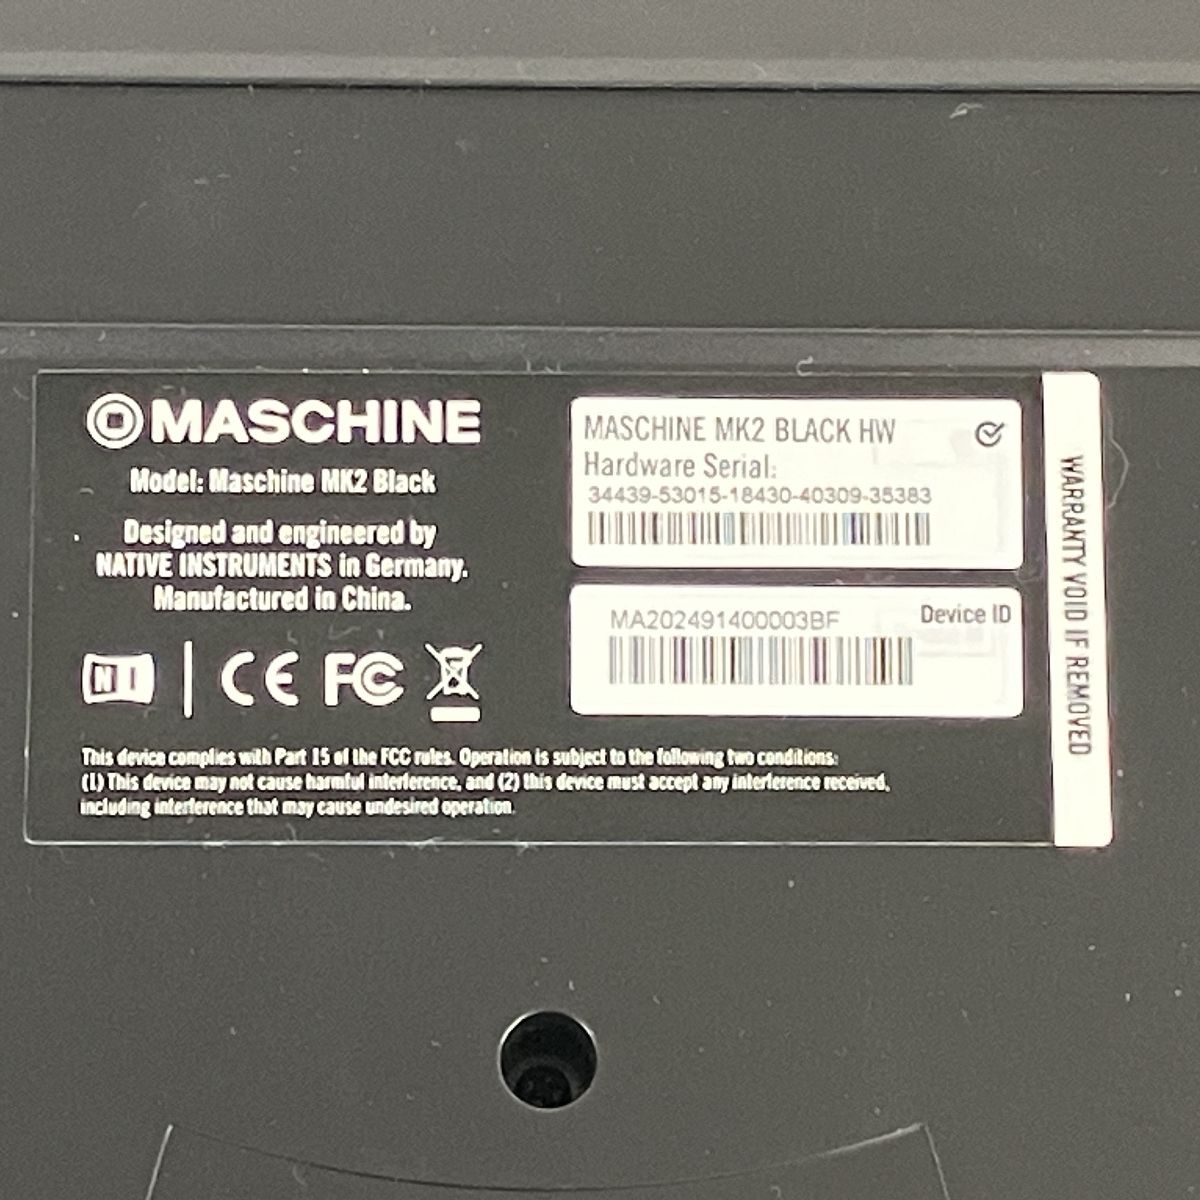 MASCHINE
Model: Maschine MK2 Black
Designed and engineered by
NATIVE INSTRUMENTS in Germany.
Manufactured in China.
NI
CE FC
This device complies with Part 15 of the FCC rules. Operation is subject to the following two conditions:
(1) This device may not cause harmful interference, and (2) this device must accept any interference received,
including interference that may cause undesired operation.
MASCHINE MK2 BLACK HW
Hardware Serial:
34439-53015-18430-40309-35383
MA202491400003BF
Device ID
WARRANTY VOID IF REMOVED